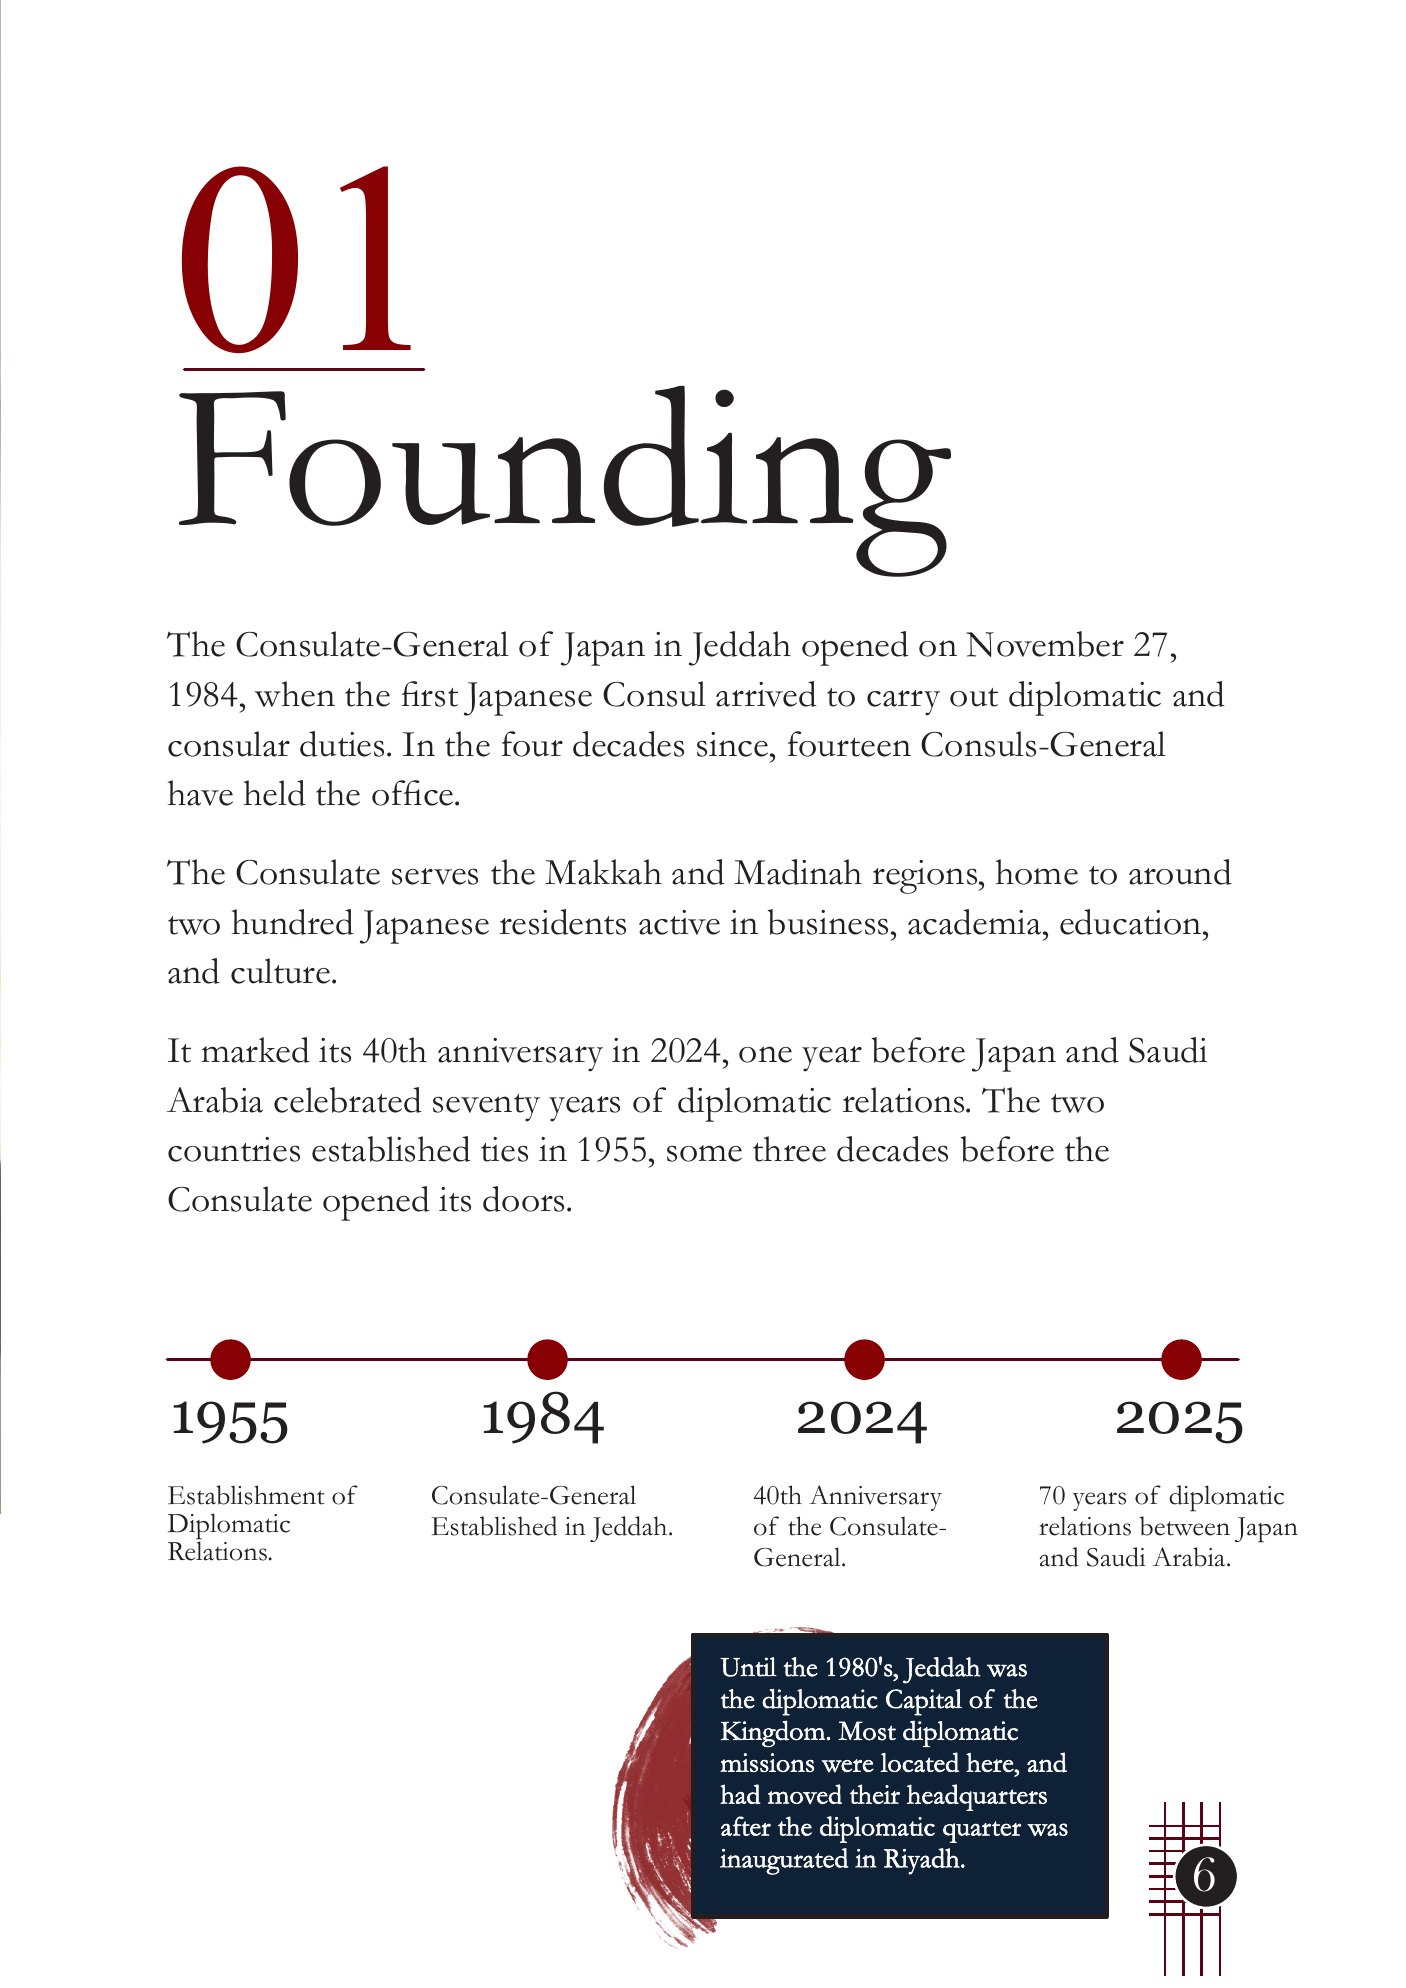 01
Founding
The Consulate-General of Japan in Jeddah opened on November 27,
1984, when the first Japanese Consul arrived to carry out diplomatic and
consular duties. In the four decades since, fourteen Consuls-General
have held the office.
The Consulate serves the Makkah and Madinah regions, home to around
two hundred Japanese residents active in business, academia, education,
and culture.
It marked its 40th anniversary in 2024, one year before Japan and Saudi
Arabia celebrated seventy years of diplomatic relations. The two
countries established ties in 1955, some three decades before the
Consulate opened its doors.
1955
Establishment of
Diplomatic
Relations.
1984
Consulate-General
Established in Jeddah.
2024
40th Anniversary
of the Consulate-
General.
2025
70 years of diplomatic
relations between Japan
and Saudi Arabia.
Until the 1980's, Jeddah was
the diplomatic Capital of the
Kingdom. Most diplomatic
missions were located here, and
had moved their headquarters
after the diplomatic quarter was
inaugurated in Riyadh.
6